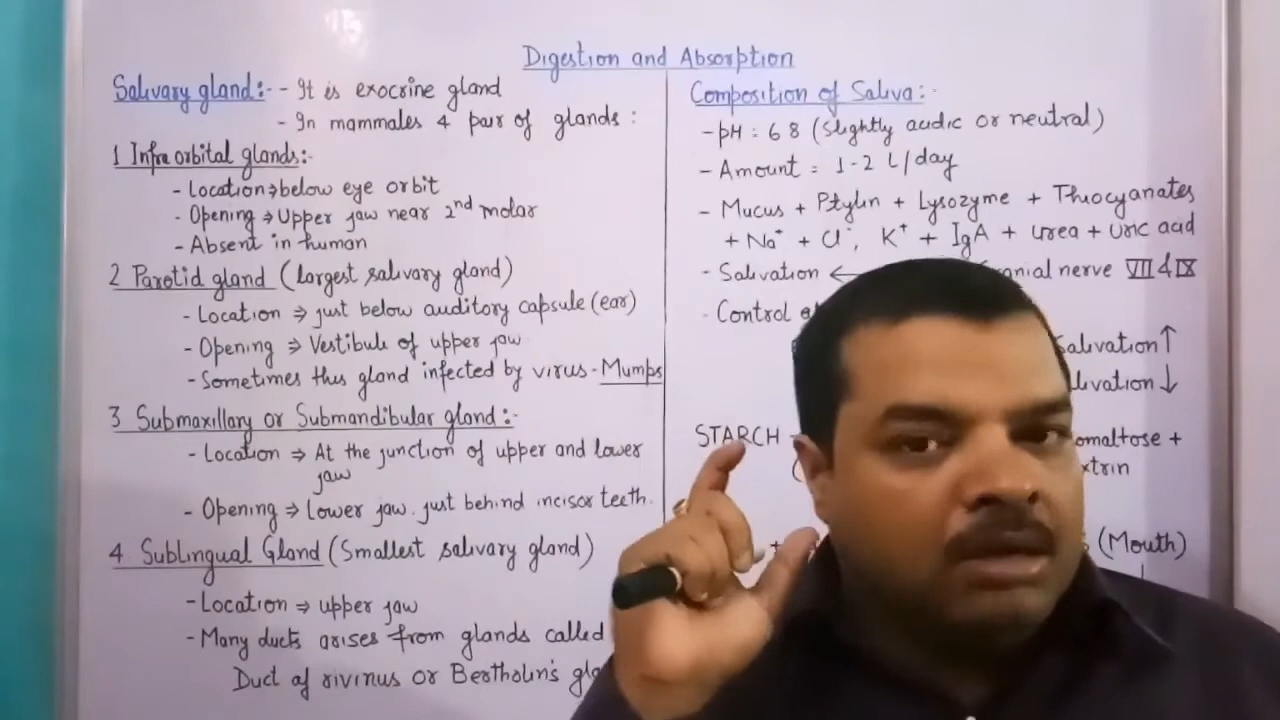 Digestion and Absorption
Salivary gland:- - It is exocrine gland
- In mammales 4 pair of glands:
1 Infra orbital glands:-
- Location ⇒ below eye orbit
- Opening ⇒ Upper jaw near 2nd molar
- Absent in human
2 Parotid gland (largest salivary gland)
- Location ⇒ just below auditory capsule (ear)
- Opening ⇒ Vestibule of upper jaw
- Sometimes this gland infected by virus - Mumps
3 Submaxillary or Submandibular gland:-
- Location ⇒ At the junction of upper and lower
jaw
- Opening ⇒ Lower jaw. just behind incisor teeth.
4. Sublingual Gland (Smallest salivary gland)
- Location ⇒ upper jaw
- Many ducts arises from glands called
Duct of rivinus or Bertholin's
Composition of Saliva:-
- pH = 6 8 (Slightly acidic or neutral)
- Amount = 1-2 L/day
- Mucus + Ptylin + Lysozyme + Thiocyanates
+ Na+ + Cl-, K+ + IgA + urea + Uric acid
- Salivation ← nerve VII & IX
- Control
Salivation ↑
↓
STARCH
+
(Mouth)